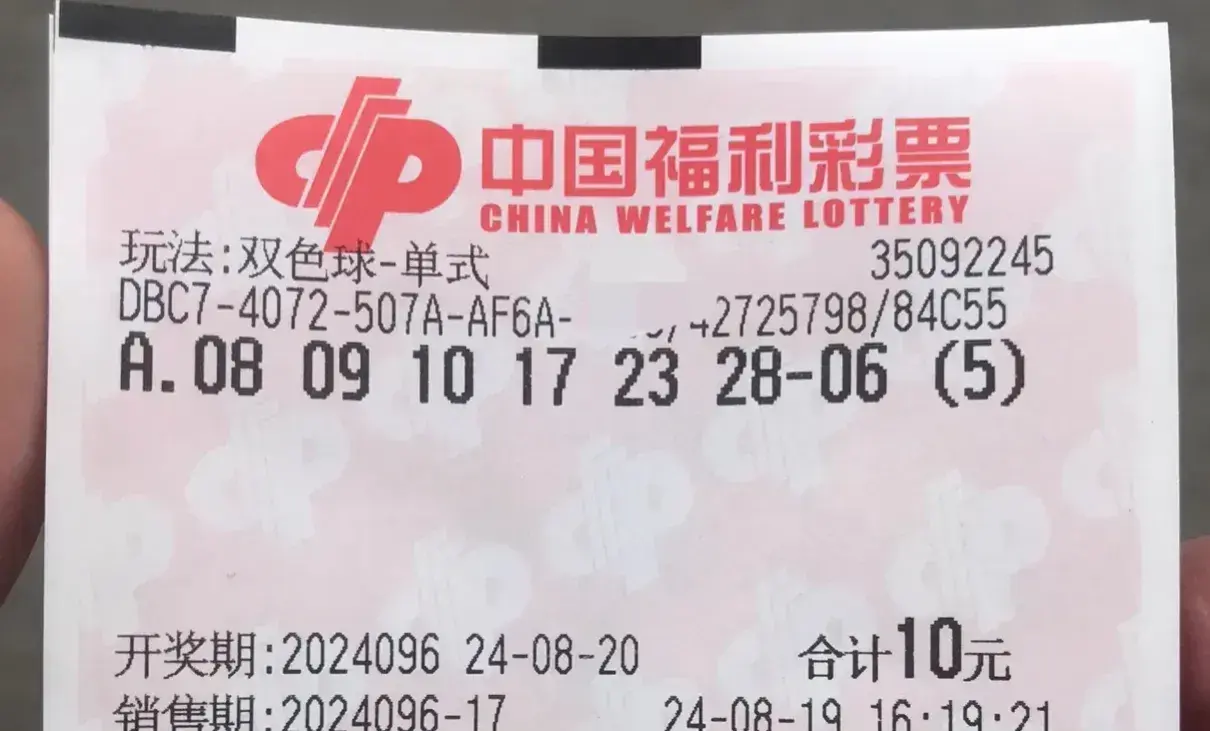 中国福利彩票
CHINA WELFARE LOTTERY
玩法:双色球-单式 35092245
DBC7-4072-507A-AF6A- 42725798/84C55
A.08 09 10 17 23 28-06 (5)
开奖期:2024096 24-08-20 合计10元
销售期:2024096-17 24-08-19 16:19:21